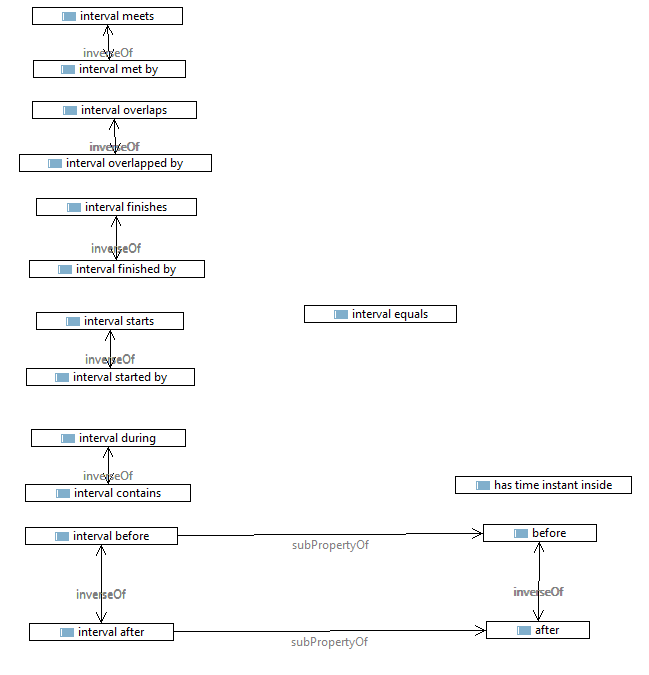 interval meets
inverseOf
interval met by
interval overlaps
inverseOf
interval overlapped by
interval finishes
inverseOf
interval finished by
interval starts
interval equals
inverseOf
interval started by
interval during
inverseOf
interval contains
has time instant inside
interval before
before
subPropertyOf
inverseOf
inverseOf
interval after
after
subPropertyOf